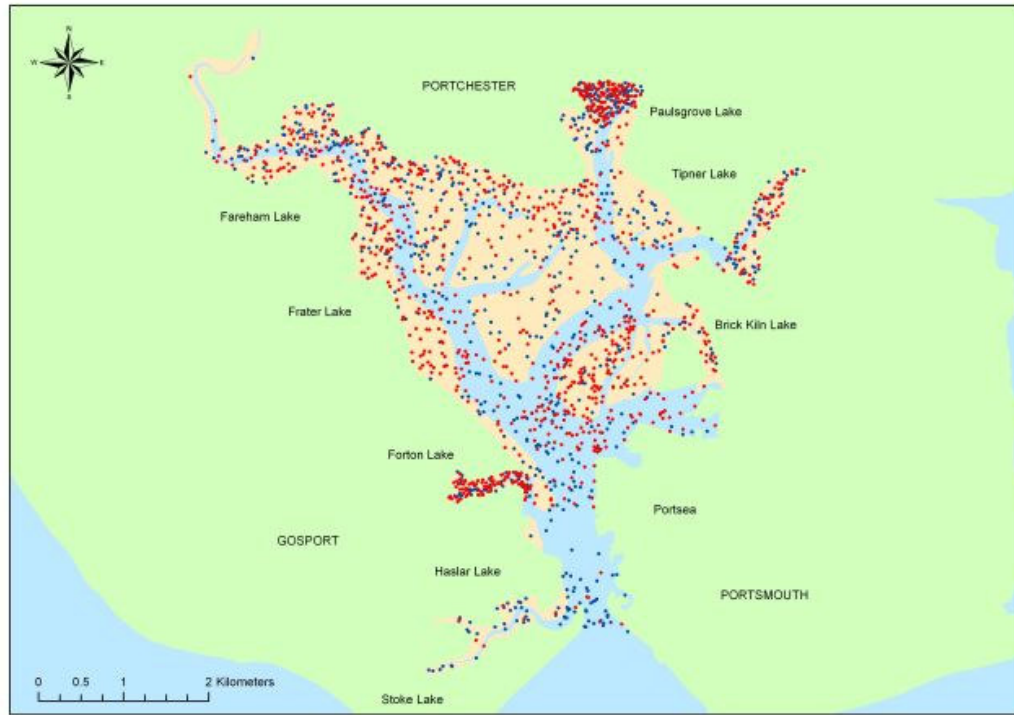 N
W E
S
PORTCHESTER
Paulsgrove Lake
Tipner Lake
Fareham Lake
Frater Lake
Brick Kiln Lake
Forton Lake
Portsea
GOSPORT
Haslar Lake
PORTSMOUTH
0 0.5 1 2 Kilometers
Stoke Lake